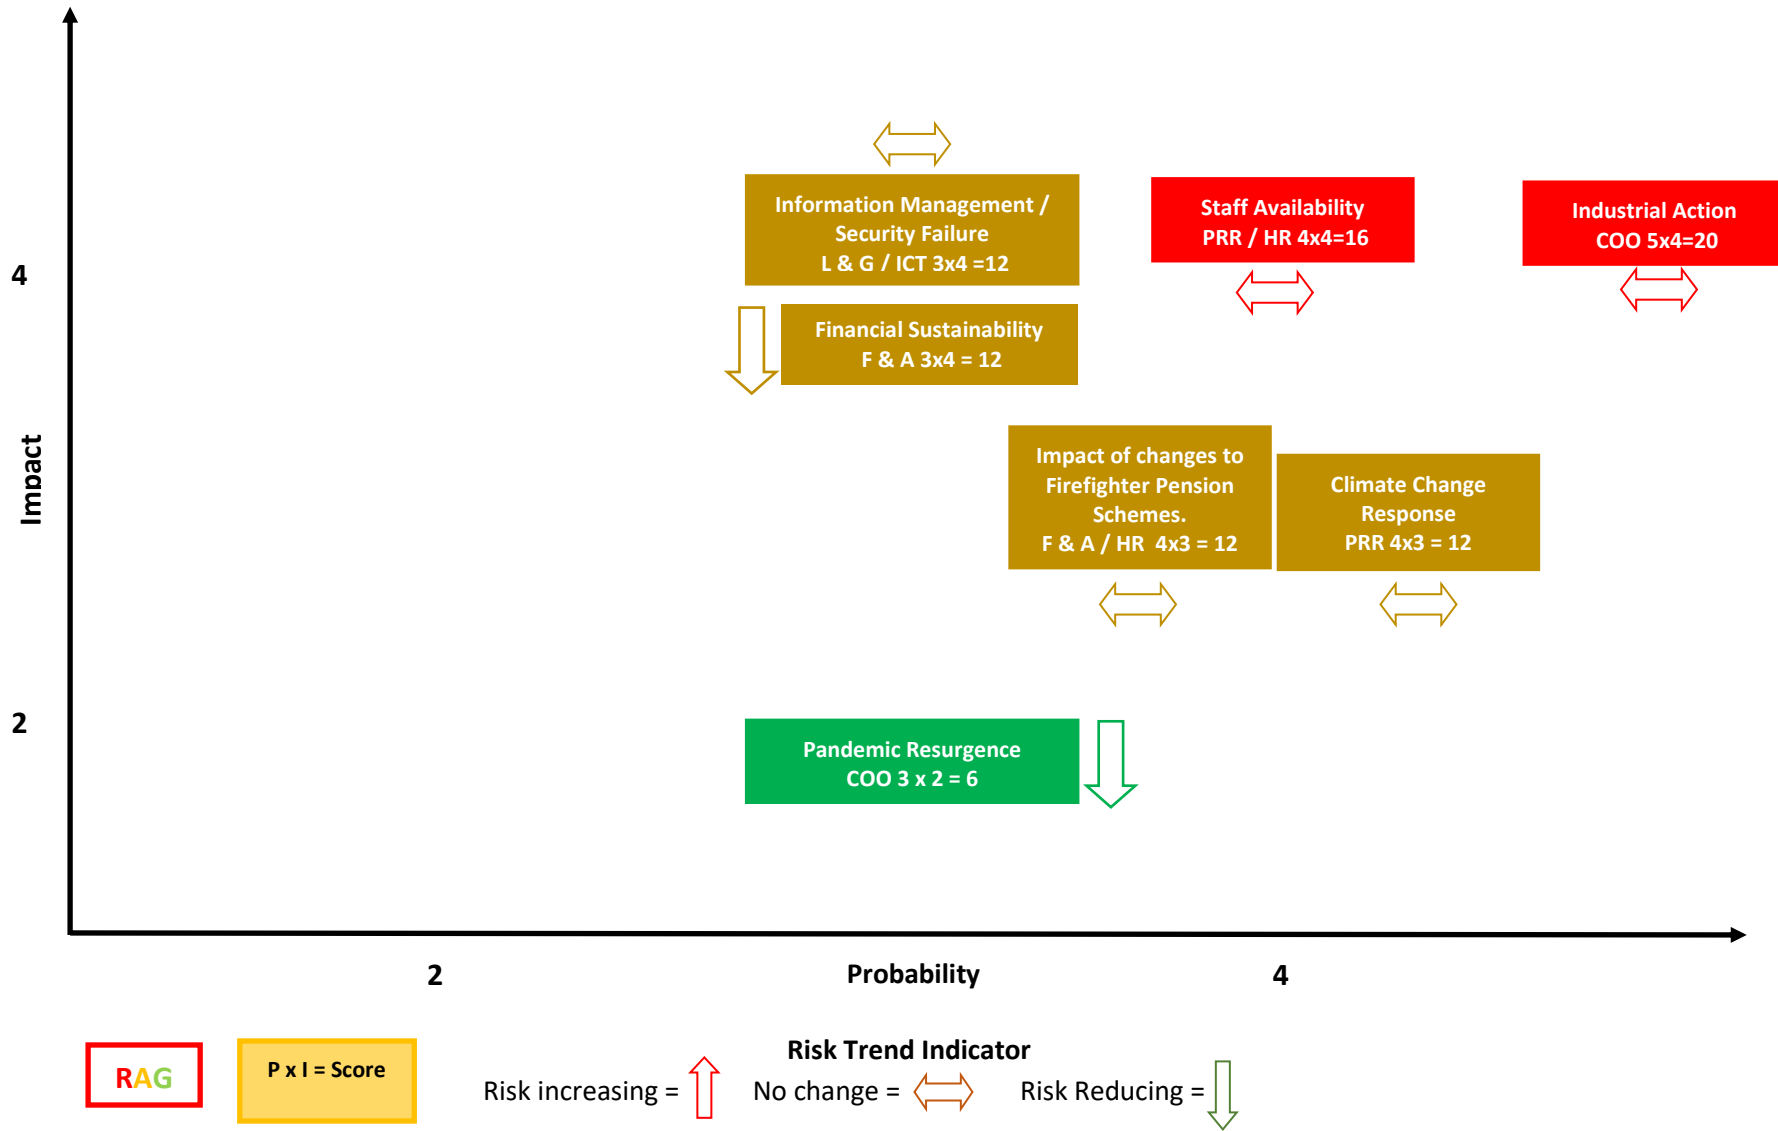 Information Management /
Security Failure
L & G / ICT 3x4 =12
Staff Availability
PRR / HR 4x4=16
Industrial Action
COO 5x4=20
4
Financial Sustainability
F & A 3x4 = 12
Impact of changes to
Firefighter Pension
Schemes.
F & A / HR 4x3 = 12
Climate Change
Response
PRR 4x3 = 12
Impact
2
Pandemic Resurgence
COO 3 x 2 = 6
2
Probability
4
RAG
P x I = Score
Risk Trend Indicator
Risk increasing =
No change =
Risk Reducing =